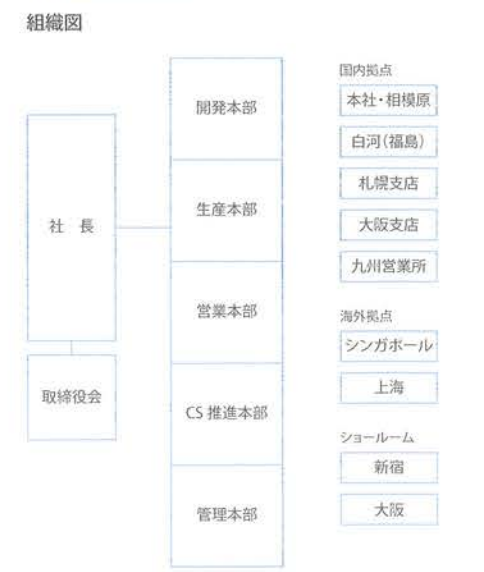 組織図
社 長
取締役会
開発本部
生産本部
営業本部
CS 推進本部
管理本部
国内拠点
本社・相模原
白河（福島）
札幌支店
大阪支店
九州営業所
海外拠点
シンガポール
上海
ショールーム
新宿
大阪